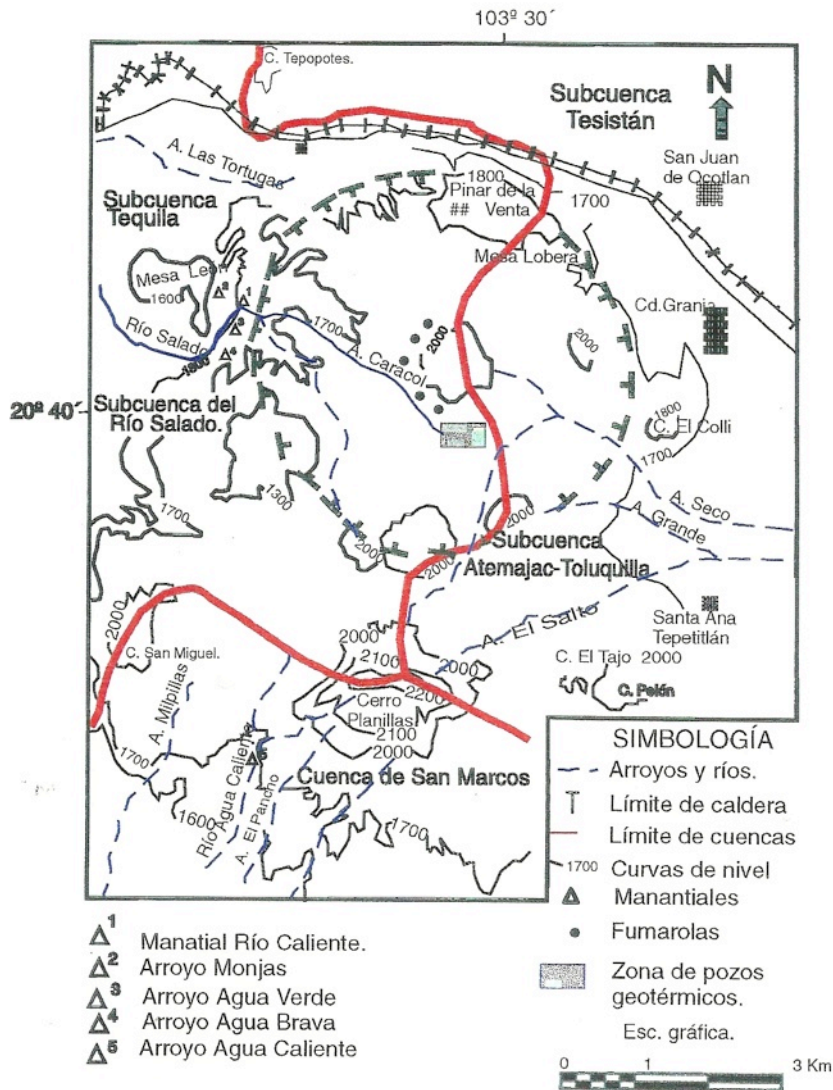 103º 30´
C. Tepopotes.
Subcuenca
Tesistán
N
San Juan
de Ocotlan
A. Las Tortugas
1800
Pinar de la
## Venta
1700
Subcuenca
Tequila
Mesa Lobera
Mesa León
1600
2
1
3
4
Cd. Granja
Río Salado
1700
A. Caracol
2000
2000
1800
20º 40´
Subcuenca del
Río Salado.
1800
C. El Colli
1700
1300
1700
A. Seco
A. Grande
2000
2000
2000
Subcuenca
Atemajac-Toluquilla
Santa Ana
Tepetitlán
A. El Salto
2000
C. San Miguel.
A. Milpillas
2000
2100
2000
2200
Cerro
Planillas
2100
2000
C. El Tajo 2000
C. Pelón
1700
1600
5
Río Agua Caliente
A. El Pancho
Cuenca de San Marcos
1700
SIMBOLOGÍA
Arroyos y ríos.
Límite de caldera
Límite de cuencas
1700 Curvas de nivel
Manantiales
Fumarolas
Zona de pozos
geotérmicos.
Esc. gráfica.
0 1 3 Km
1 Manatial Río Caliente.
2 Arroyo Monjas
3 Arroyo Agua Verde
4 Arroyo Agua Brava
5 Arroyo Agua Caliente